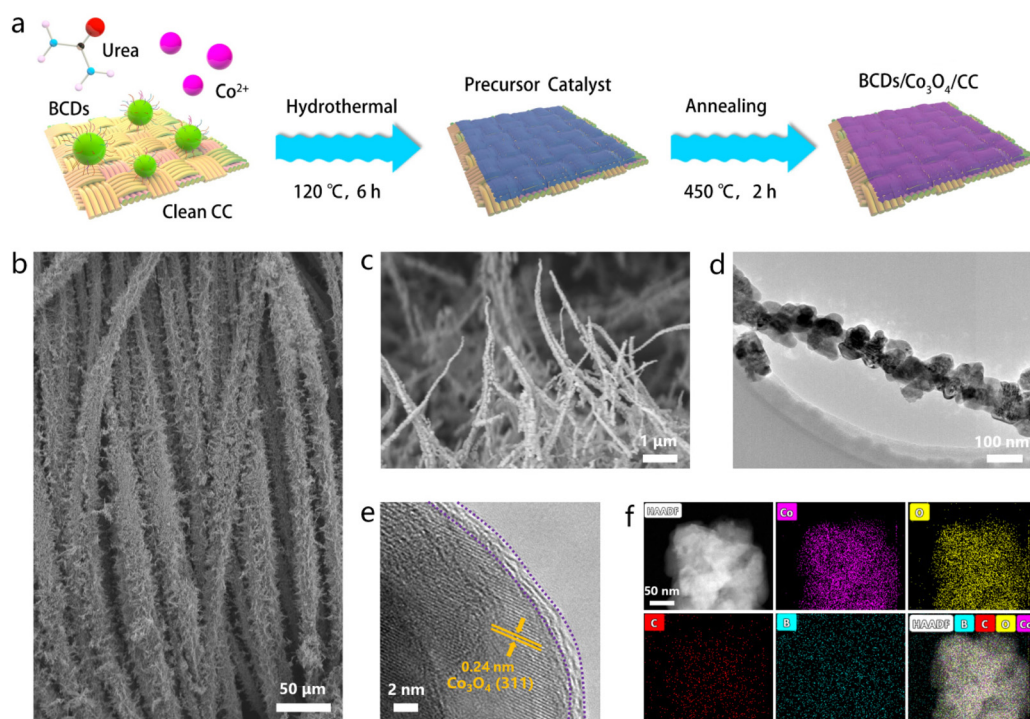 a
Urea
Co²⁺
BCDs
Clean CC
Hydrothermal
120 ℃, 6 h
Precursor Catalyst
Annealing
450 ℃, 2 h
BCDs/Co₃O₄/CC
b
50 μm
c
1 μm
d
100 nm
e
0.24 nm
Co₃O₄ (311)
2 nm
f
HAADF
Co
O
50 nm
C
B
HAADF B C O Co